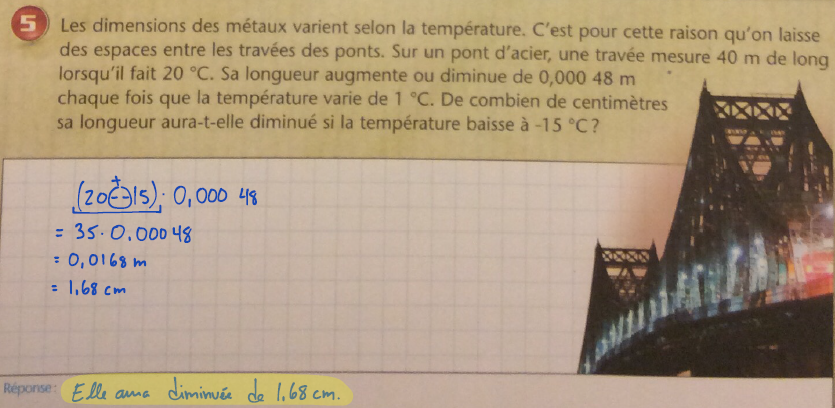 5 Les dimensions des métaux varient selon la température. C'est pour cette raison qu'on laisse
des espaces entre les travées des ponts. Sur un pont d'acier, une travée mesure 40 m de long
lorsqu'il fait 20 °C. Sa longueur augmente ou diminue de 0,000 48 m
chaque fois que la température varie de 1 °C. De combien de centimètres
sa longueur aura-t-elle diminué si la température baisse à -15 °C?
+
(20--15)· 0,000 48
= 35· 0,000 48
= 0,0168 m
= 1,68 cm
Réponse: Elle aura diminuée de 1,68 cm.